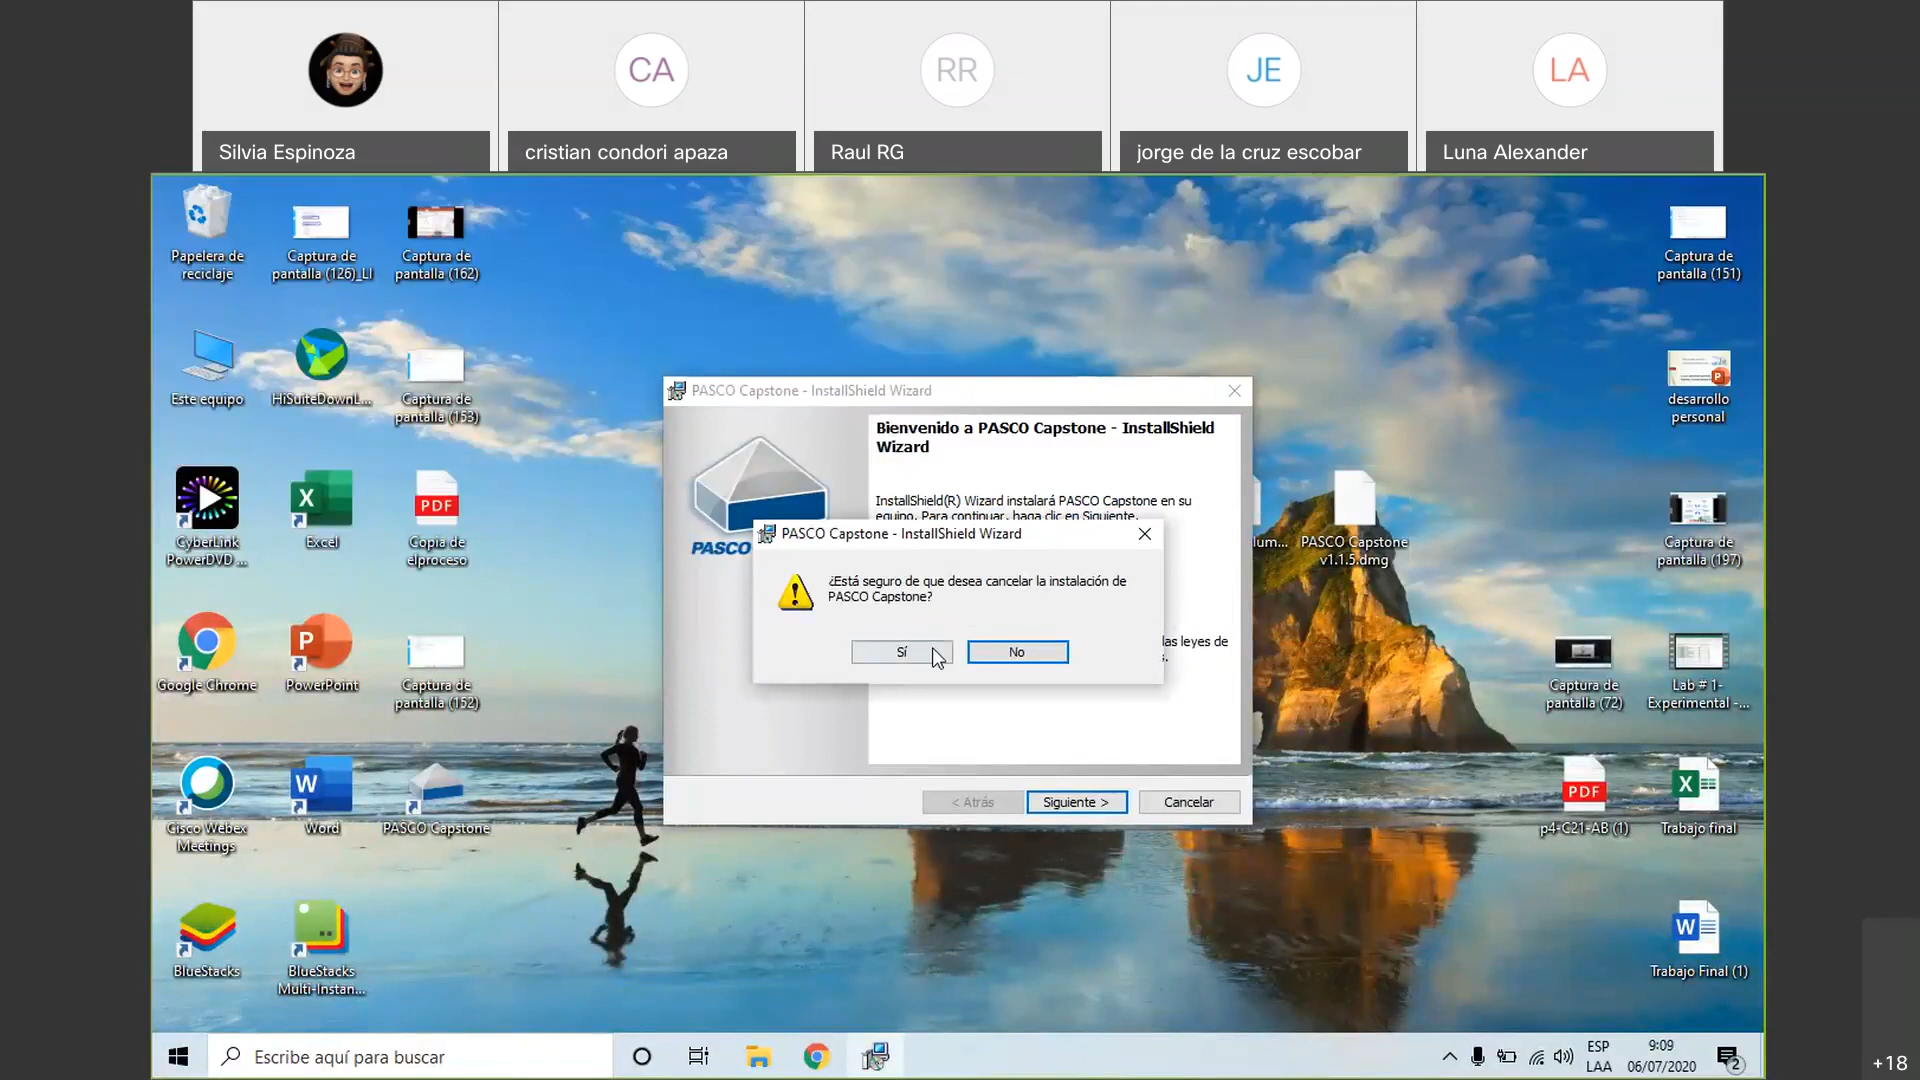 CA
RR
JE
LA
Silvia Espinoza
cristian condori apaza
Raul RG
jorge de la cruz escobar
Luna Alexander
Papelera de
reciclaje
Captura de
pantalla (126)_LI
Captura de
pantalla (162)
Captura de
pantalla (151)
Este equipo
HiSuiteDownL...
Captura de
pantalla (153)
desarrollo
personal
CyberLink
PowerDVD ...
Excel
PDF
Copia de
elproceso
lum...
PASCO Capstone
v1.1.5.dmg
Captura de
pantalla (197)
Google Chrome
PowerPoint
Captura de
pantalla (152)
Captura de
pantalla (72)
Lab # 1-
Experimental -...
Cisco Webex
Meetings
Word
PASCO Capstone
PDF
p4-C21-AB (1)
Trabajo final
BlueStacks
BlueStacks
Multi-Instan...
Trabajo Final (1)
PASCO Capstone - InstallShield Wizard
Bienvenido a PASCO Capstone - InstallShield
Wizard
InstallShield(R) Wizard instalará PASCO Capstone en su
equipo. Para continuar, haga clic en Siguiente.
PASCO
PASCO Capstone - InstallShield Wizard
¿Está seguro de que desea cancelar la instalación de
PASCO Capstone?
Sí
No
las leyes de
s.
< Atrás
Siguiente >
Cancelar
Escribe aquí para buscar
ESP
LAA
9:09
06/07/2020
2
+18